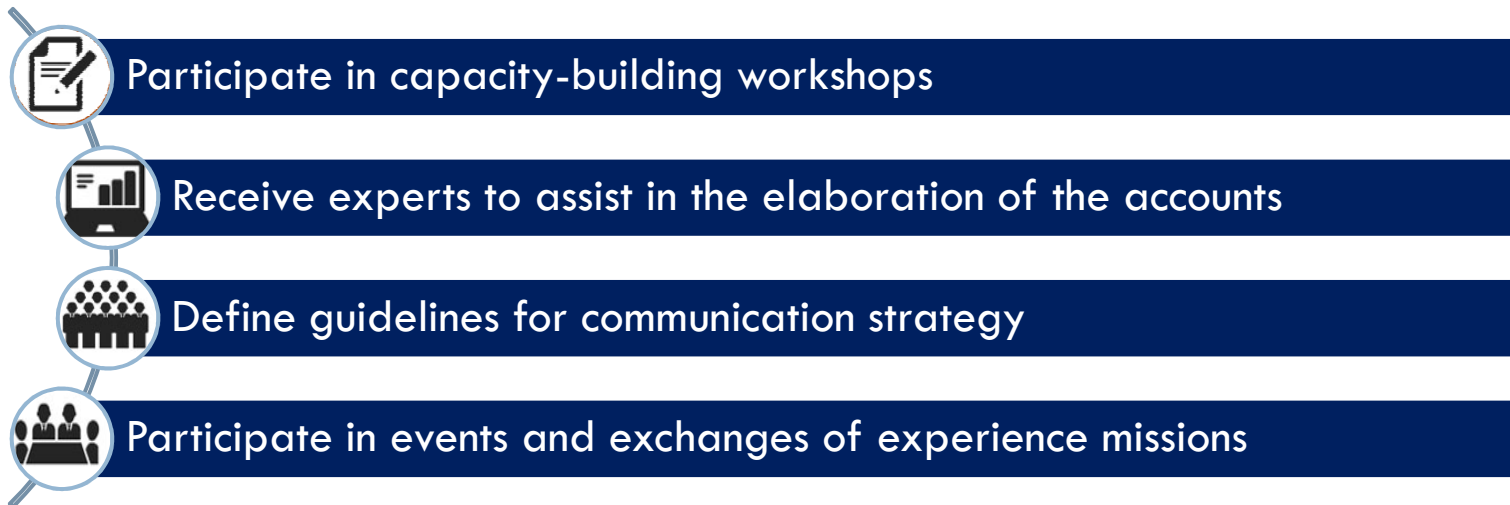 Participate in capacity-building workshops
Receive experts to assist in the elaboration of the accounts
Define guidelines for communication strategy
Participate in events and exchanges of experience missions